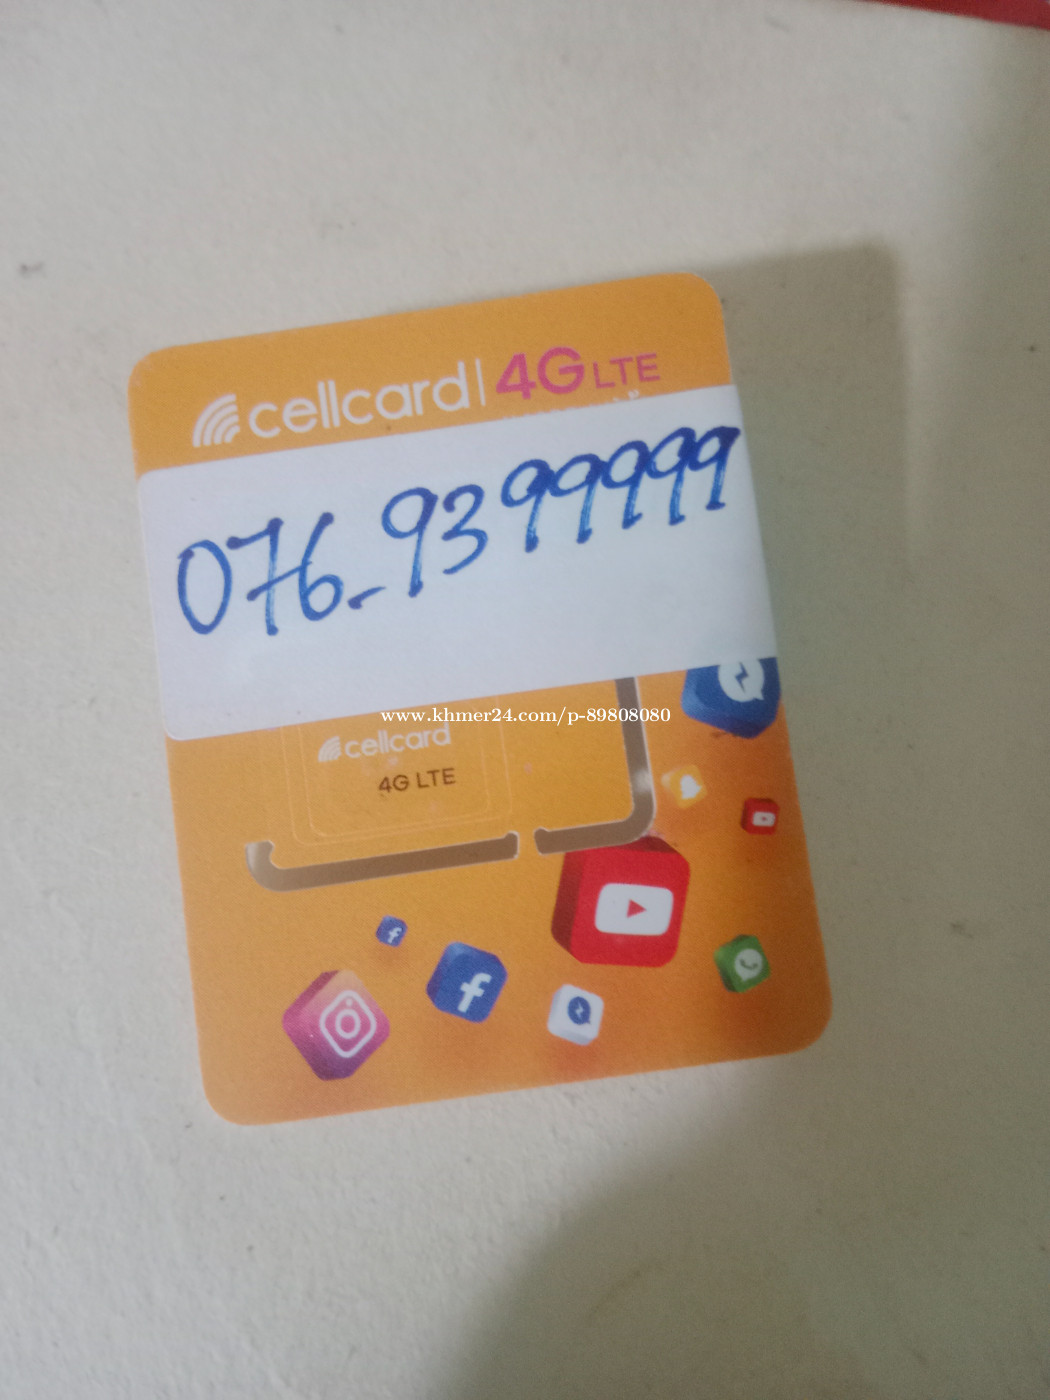 cellcard | 4G LTE
076-9399999
www.khmer24.com/p-89808080
cellcard
4G LTE